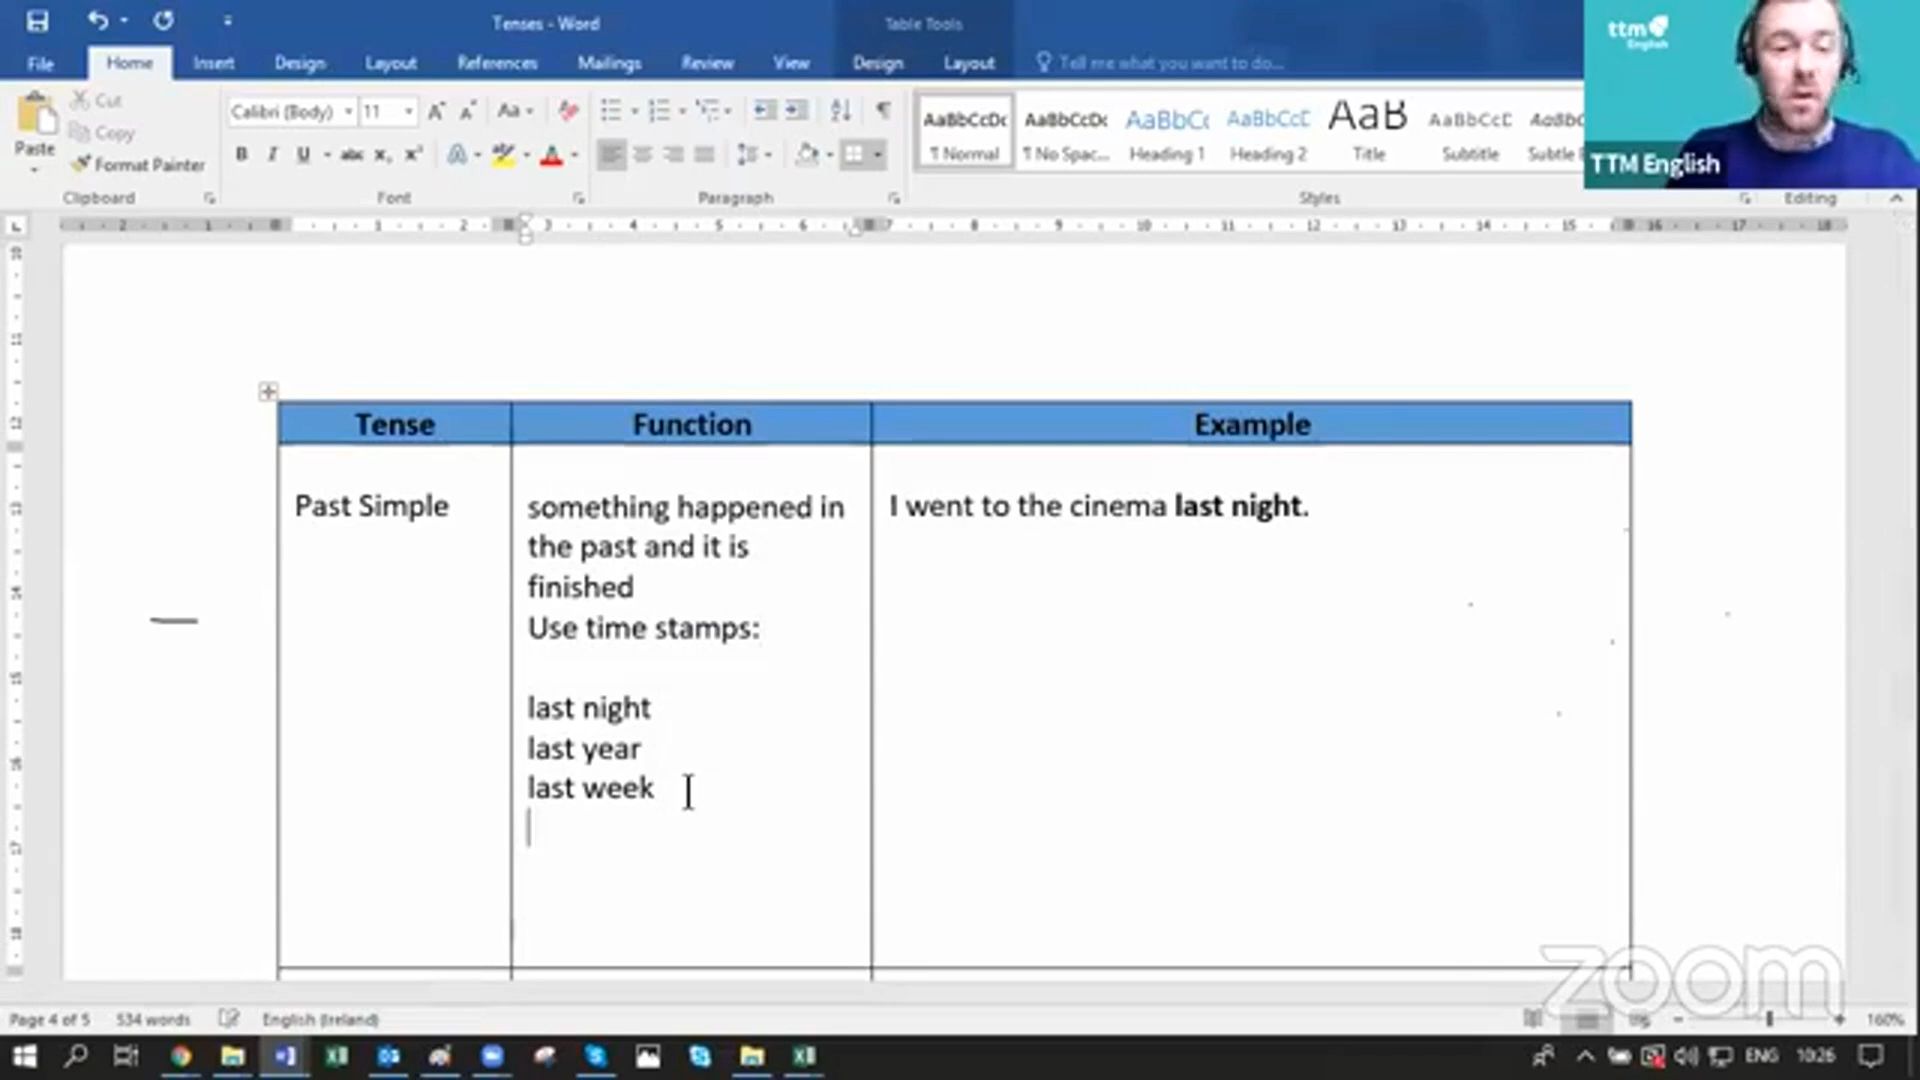 Tenses - Word
Table Tools
ttm
English
File Home Insert Design Layout References Mailings Review View Design Layout Tell me what you want to do...
Paste
Cut
Copy
Format Painter
Clipboard
Calibri (Body) 11
Font
Paragraph
AaBbCcDc AaBbCcDc AaBbCc AaBbCcC AaB AaBbCcC AaBbC
¶ Normal ¶ No Spac... Heading 1 Heading 2 Title Subtitle Subtle
Styles
Editing
TTM English
Tense Function Example
Past Simple
something happened in
the past and it is
finished
Use time stamps:
last night
last year
last week
I went to the cinema last night.
zoom
Page 4 of 5 534 words English (Ireland) 160%
ENG 10:26